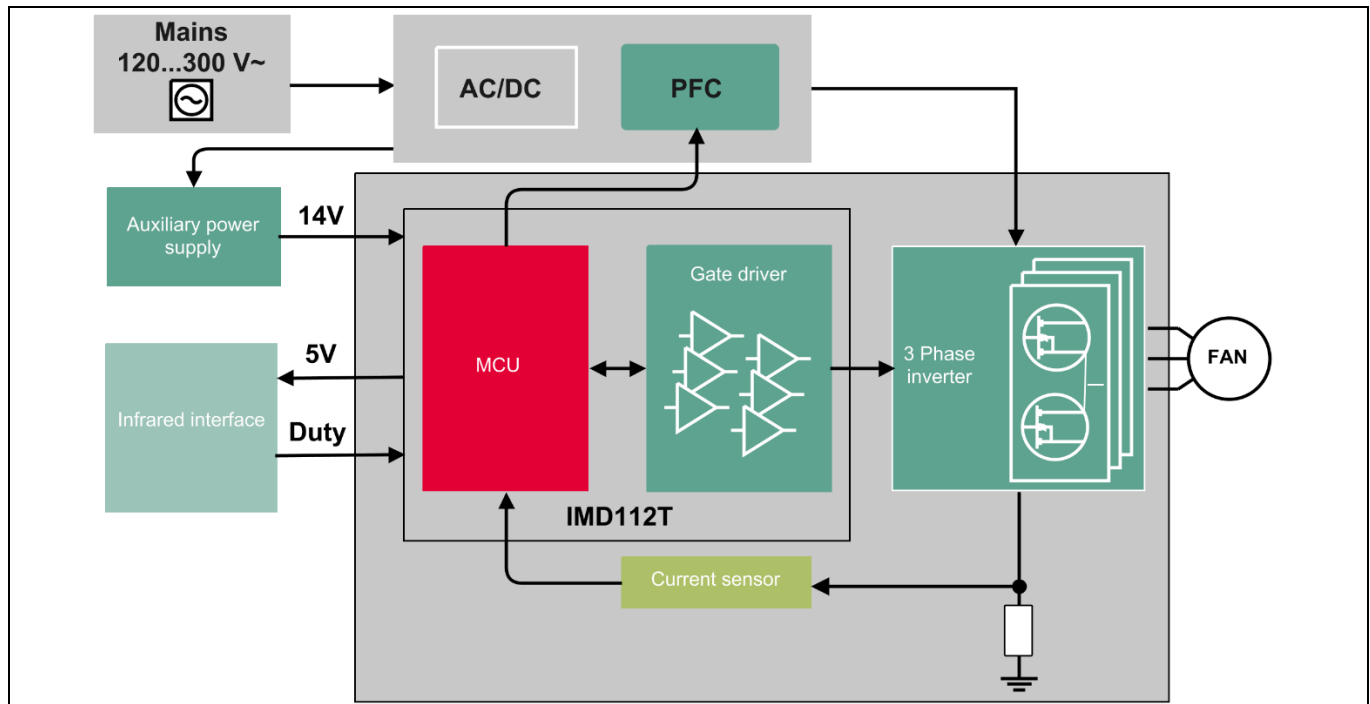 Mains
120...300 V~
AC/DC
PFC
Auxiliary power
supply
14V
Infrared interface
5V
Duty
MCU
Gate driver
IMD112T
3 Phase
inverter
FAN
Current sensor